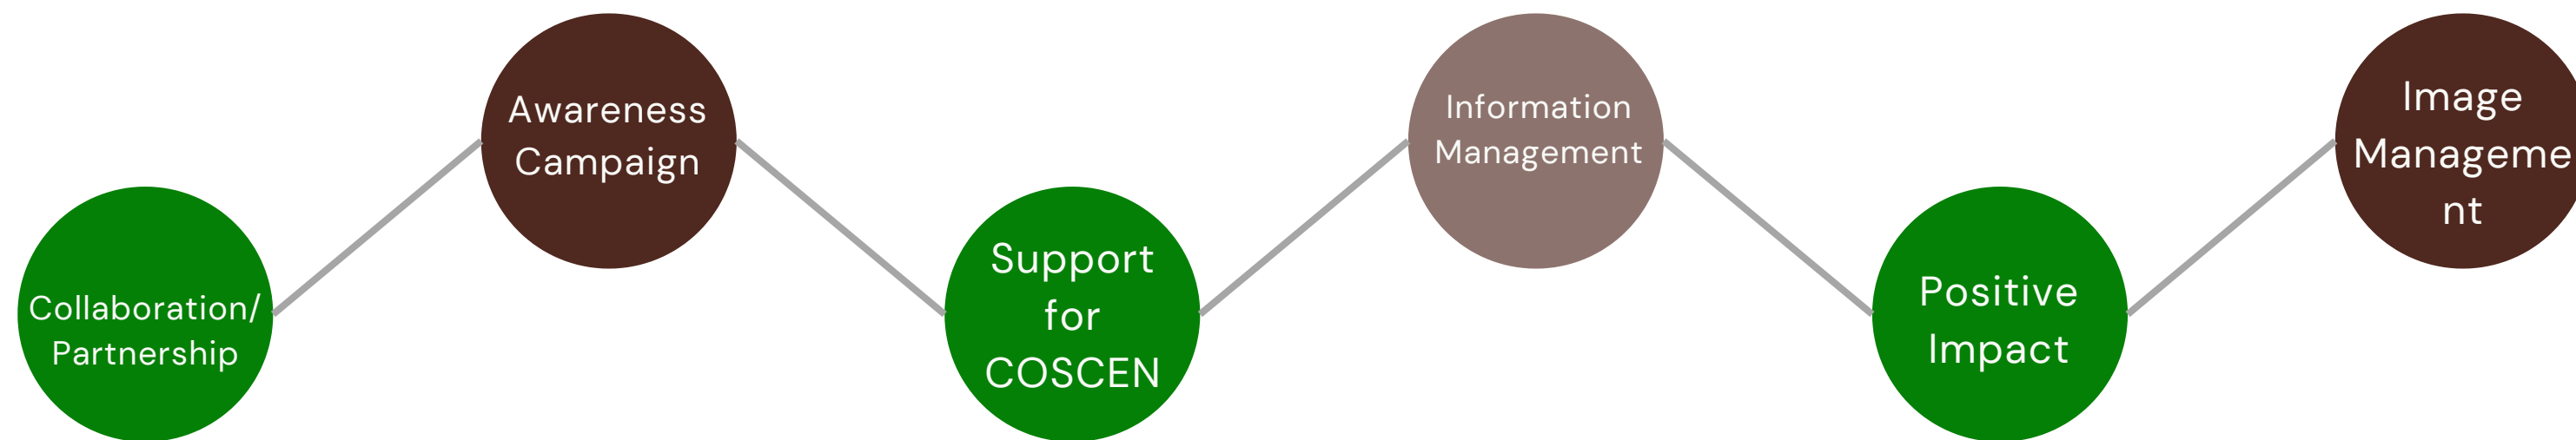 Collaboration/
Partnership
Awareness
Campaign
Support
for
COSCEN
Information
Management
Positive
Impact
Image
Manageme
nt